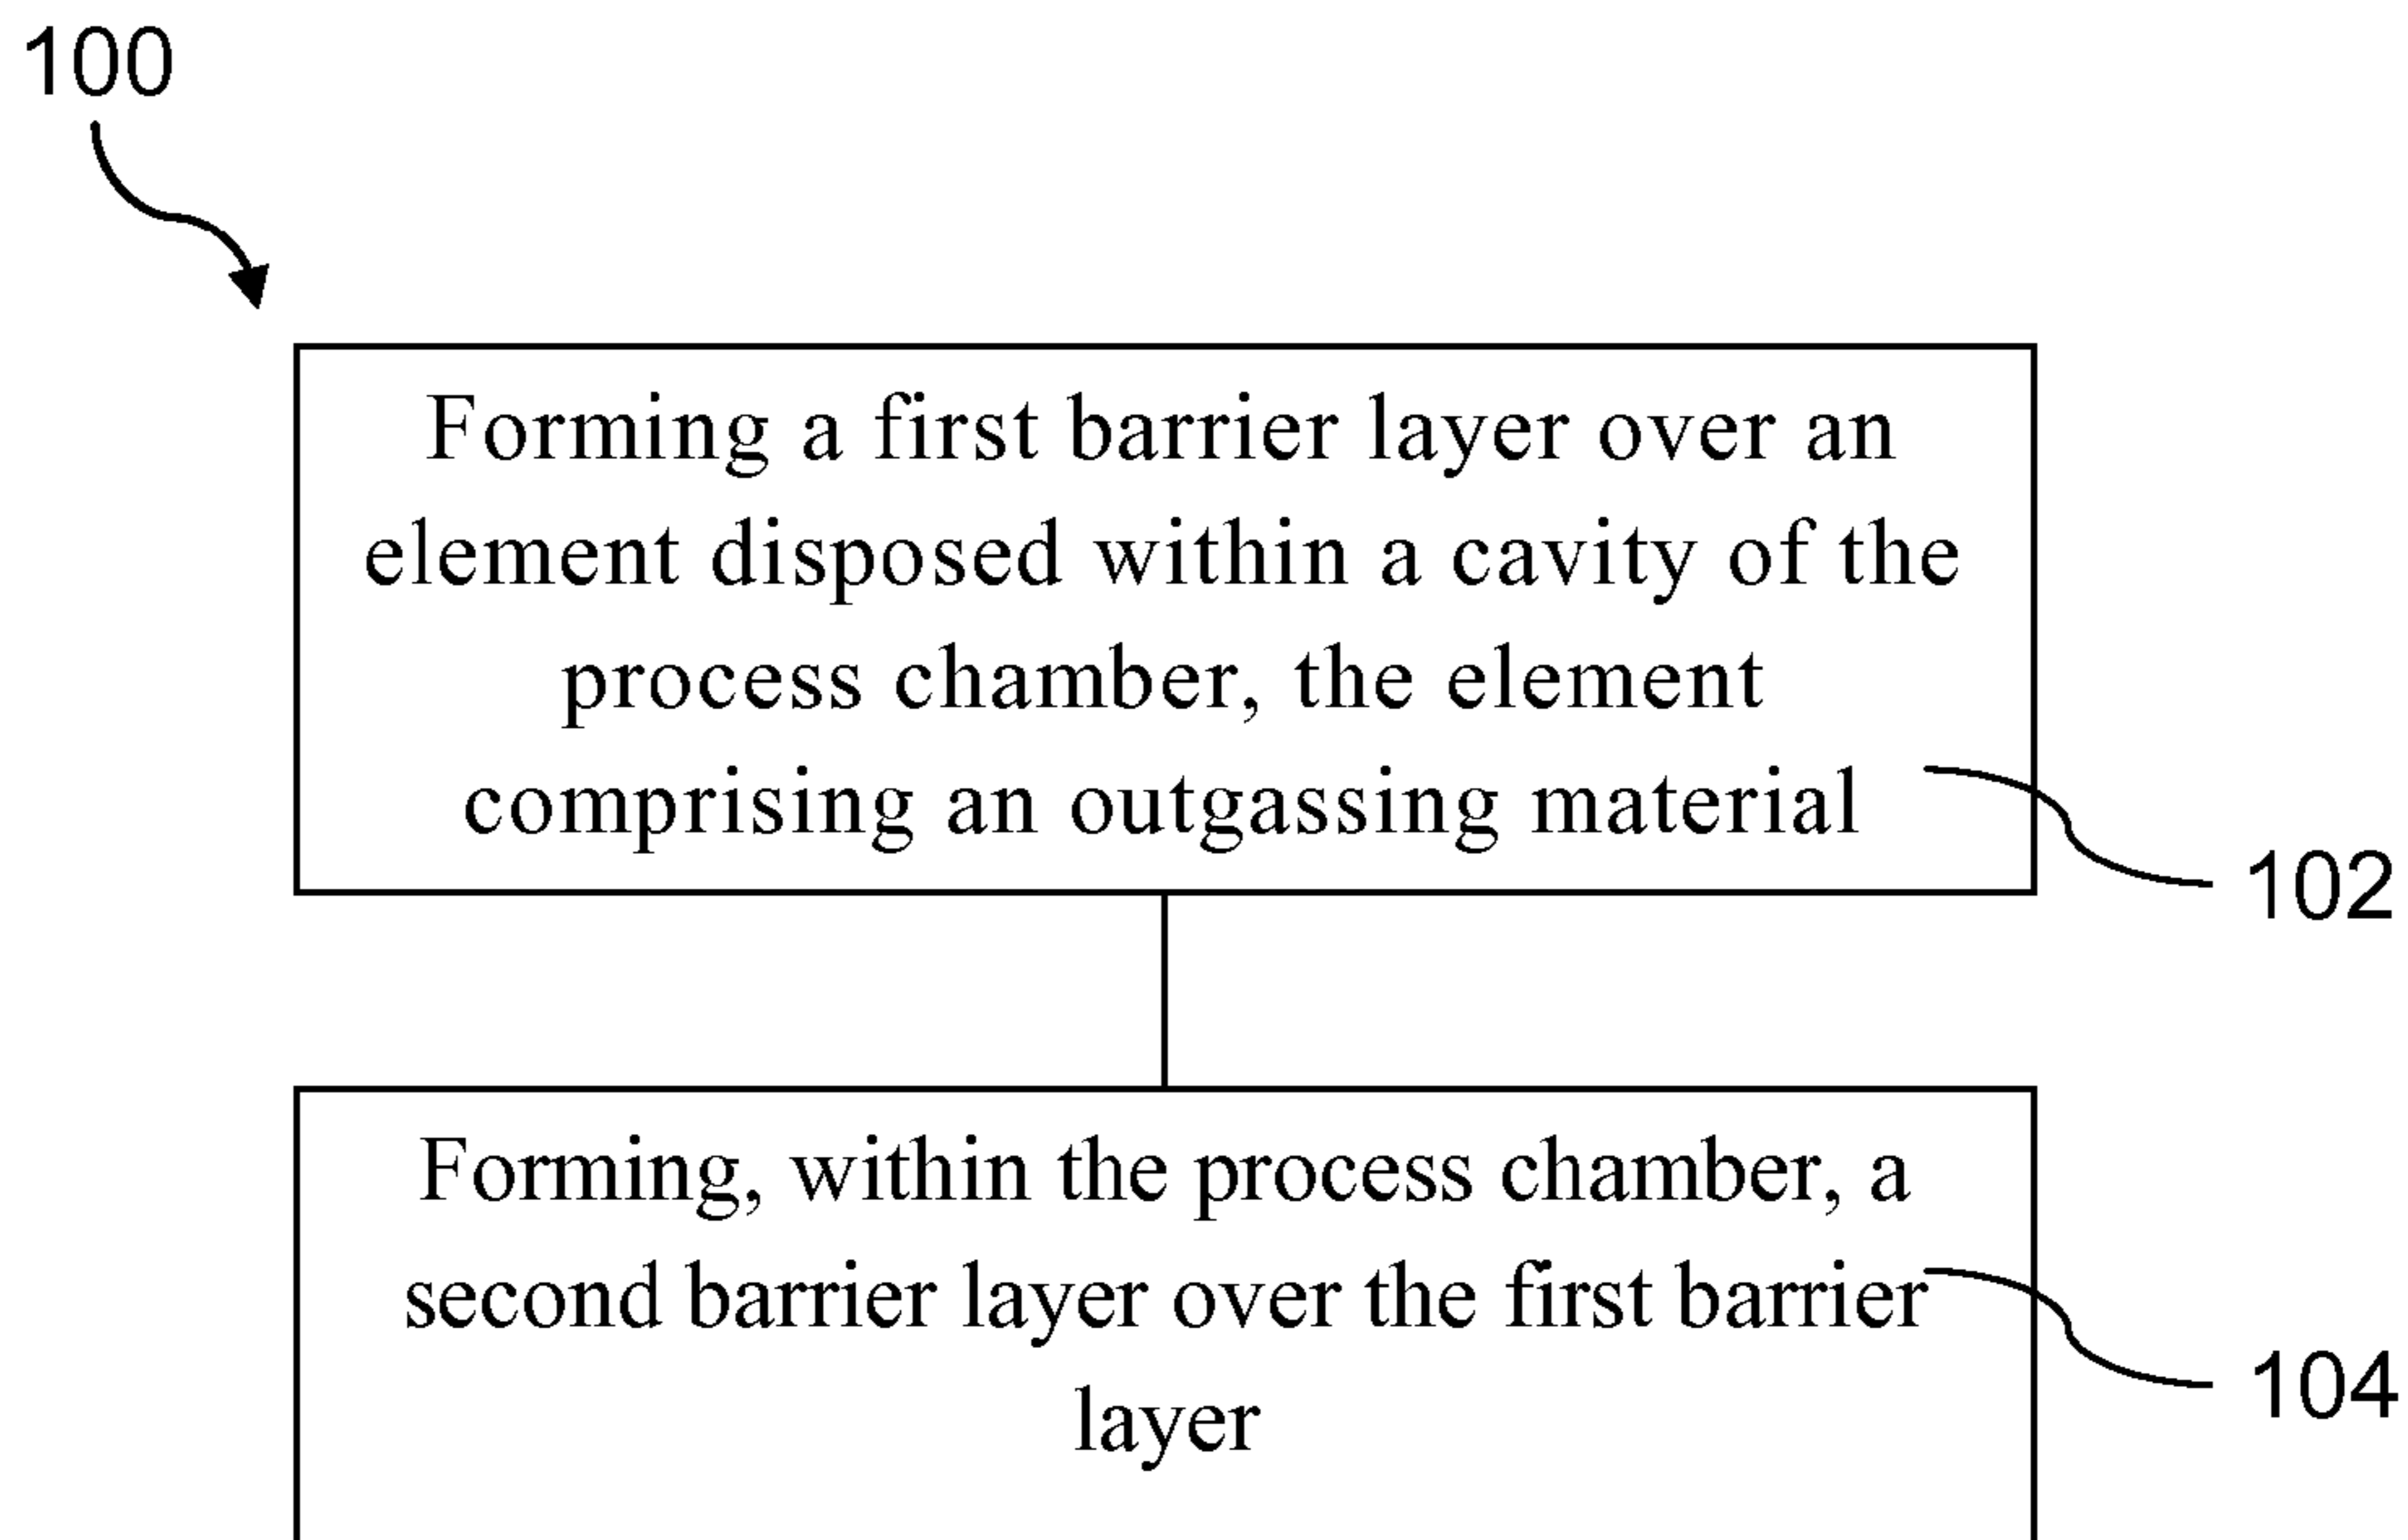 100
Forming a first barrier layer over an
element disposed within a cavity of the
process chamber, the element
comprising an outgassing material
102
Forming, within the process chamber, a
second barrier layer over the first barrier
layer
104